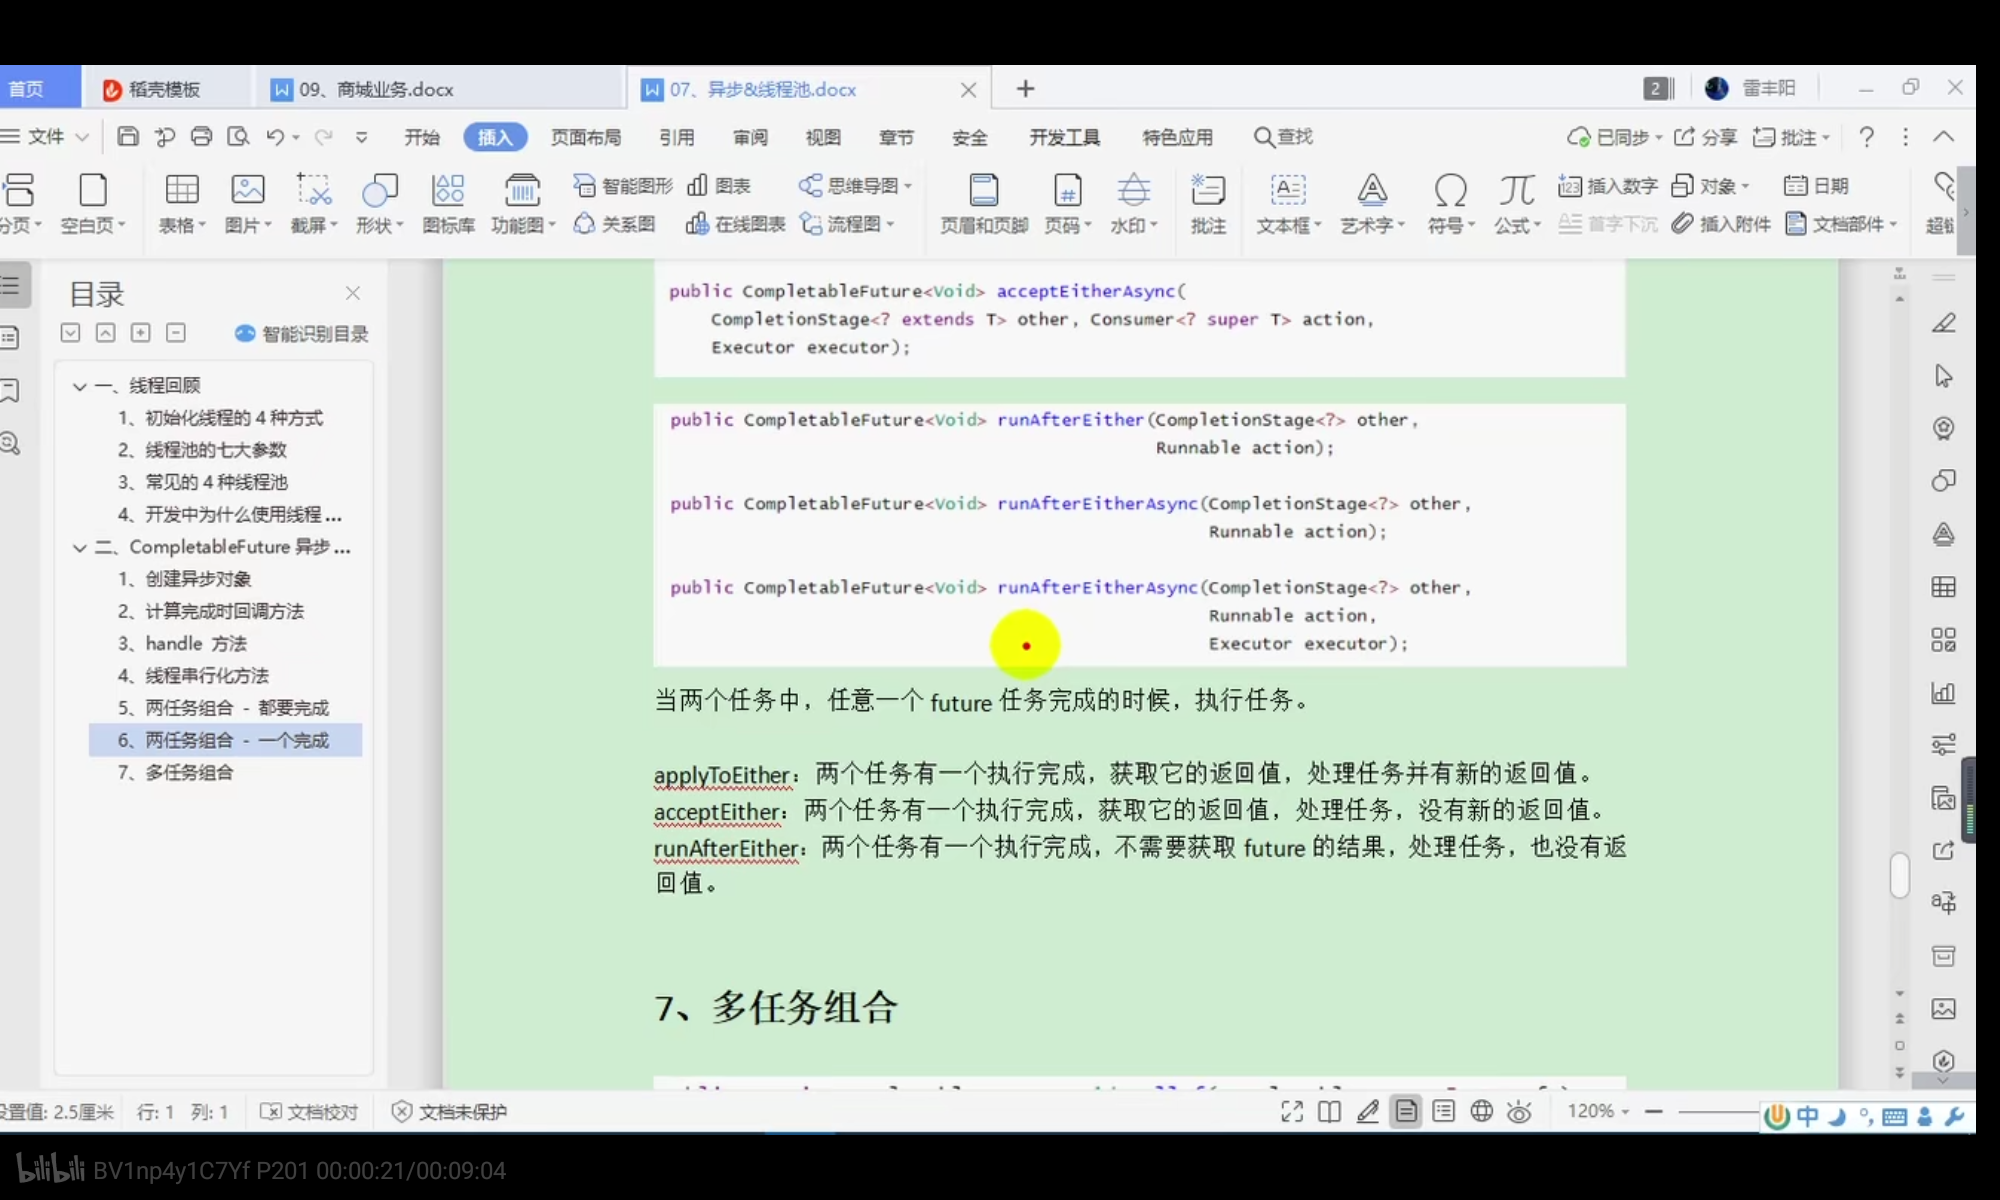 首页 稻壳模板 09、商城业务.docx 07、异步&线程池.docx 2 雷丰阳
文件 开始 插入 页面布局 引用 审阅 视图 章节 安全 开发工具 特色应用 查找 已同步 分享 批注
智能图形 图表 思维导图 插入数字 对象 日期
分页 空白页 表格 图片 截屏 形状 图标库 功能图 关系图 在线图表 流程图 页眉和页脚 页码 水印 批注 文本框 艺术字 符号 公式 首字下沉 插入附件 文档部件
目录
智能识别目录
一、线程回顾
1、初始化线程的 4 种方式
2、线程池的七大参数
3、常见的 4 种线程池
4、开发中为什么使用线程 ...
二、CompletableFuture 异步 ...
1、创建异步对象
2、计算完成时回调方法
3、handle 方法
4、线程串行化方法
5、两任务组合 - 都要完成
6、两任务组合 - 一个完成
7、多任务组合
public CompletableFuture<Void> acceptEitherAsync(
CompletionStage<? extends T> other, Consumer<? super T> action,
Executor executor);
public CompletableFuture<Void> runAfterEither(CompletionStage<?> other,
Runnable action);
public CompletableFuture<Void> runAfterEitherAsync(CompletionStage<?> other,
Runnable action);
public CompletableFuture<Void> runAfterEitherAsync(CompletionStage<?> other,
Runnable action,
Executor executor);
当两个任务中，任意一个 future 任务完成的时候，执行任务。
applyToEither：两个任务有一个执行完成，获取它的返回值，处理任务并有新的返回值。
acceptEither：两个任务有一个执行完成，获取它的返回值，处理任务，没有新的返回值。
runAfterEither：两个任务有一个执行完成，不需要获取 future 的结果，处理任务，也没有返
回值。
7、多任务组合
设置值: 2.5厘米 行: 1 列: 1 文档校对 文档未保护 120% 中
bilibili BV1np4y1C7Yf P201 00:00:21/00:09:04